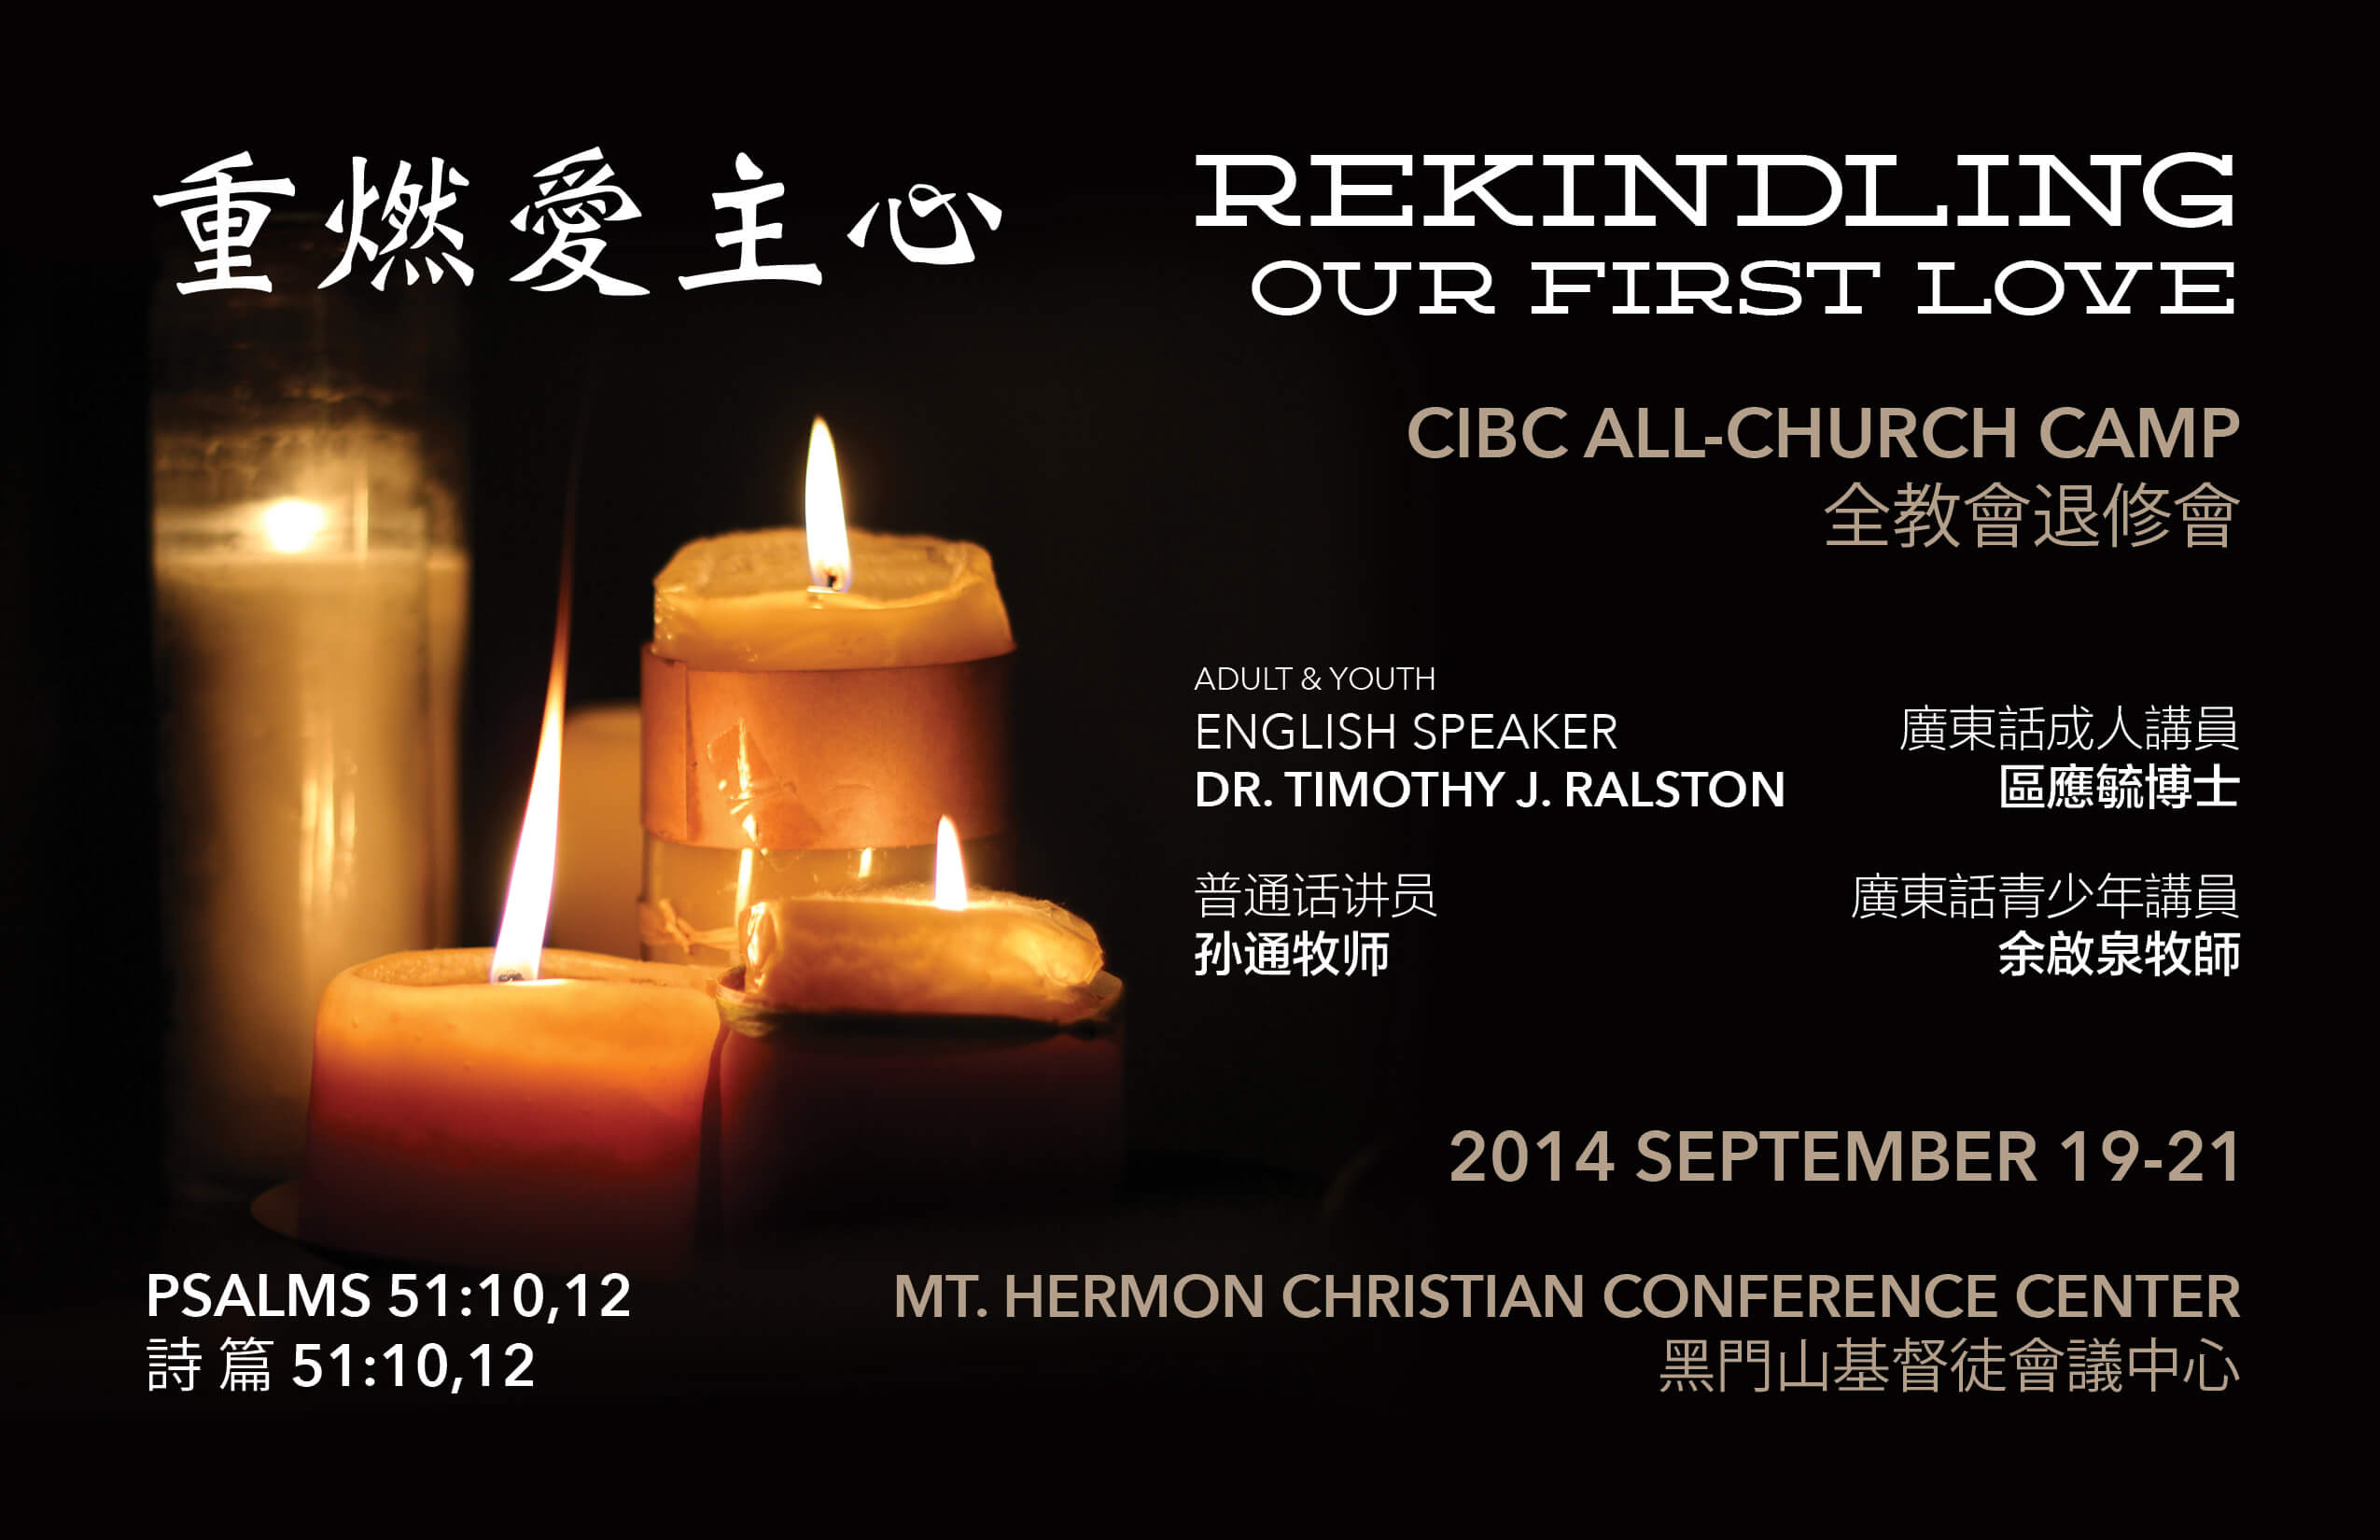 重燃愛主心
REKINDLING
OUR FIRST LOVE
CIBC ALL-CHURCH CAMP
全教會退修會
ADULT & YOUTH
ENGLISH SPEAKER
DR. TIMOTHY J. RALSTON
廣東話成人講員
區應毓博士
普通话讲员
孙通牧师
廣東話青少年講員
余啟泉牧師
2014 SEPTEMBER 19-21
MT. HERMON CHRISTIAN CONFERENCE CENTER
黑門山基督徒會議中心
PSALMS 51:10,12
詩 篇 51:10,12